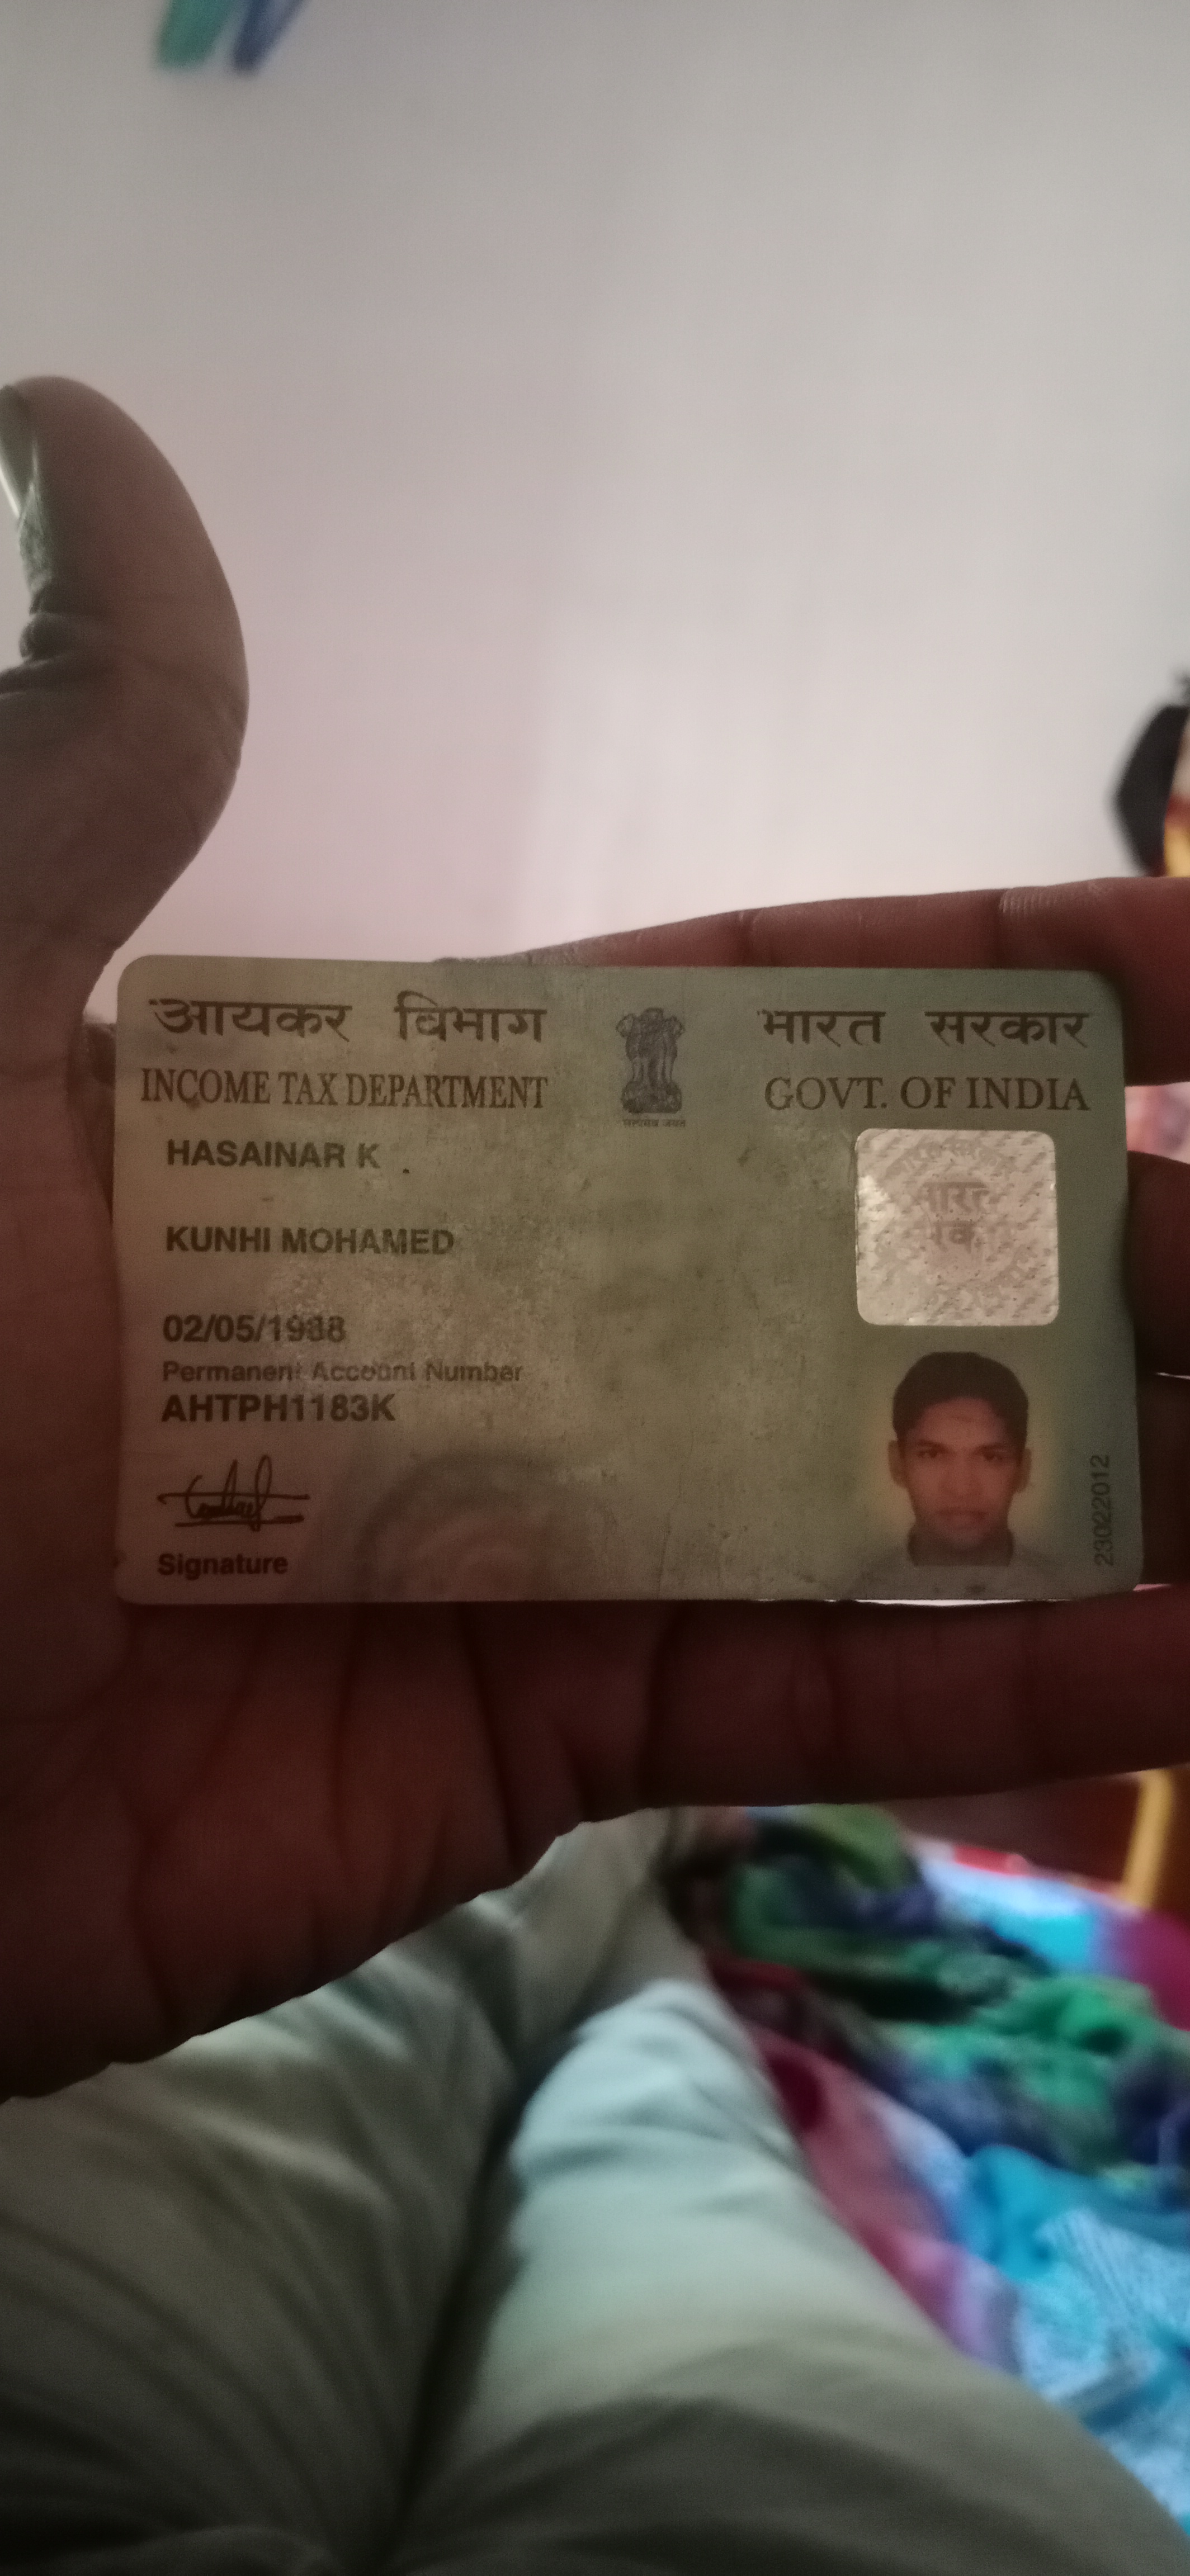 आयकर विभाग
INCOME TAX DEPARTMENT
सत्यमेव जयते
भारत सरकार
GOVT. OF INDIA
HASAINAR K
KUNHI MOHAMED
02/05/1988
Permanent Account Number
AHTPH1183K
Signature
23022012